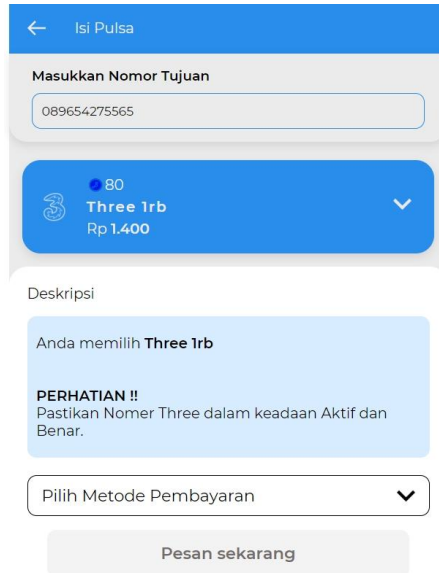 Isi Pulsa
Masukkan Nomor Tujuan
089654275565
80
3 Three 1rb
Rp 1.400
Deskripsi
Anda memilih Three 1rb
PERHATIAN !!
Pastikan Nomer Three dalam keadaan Aktif dan
Benar.
Pilih Metode Pembayaran
Pesan sekarang